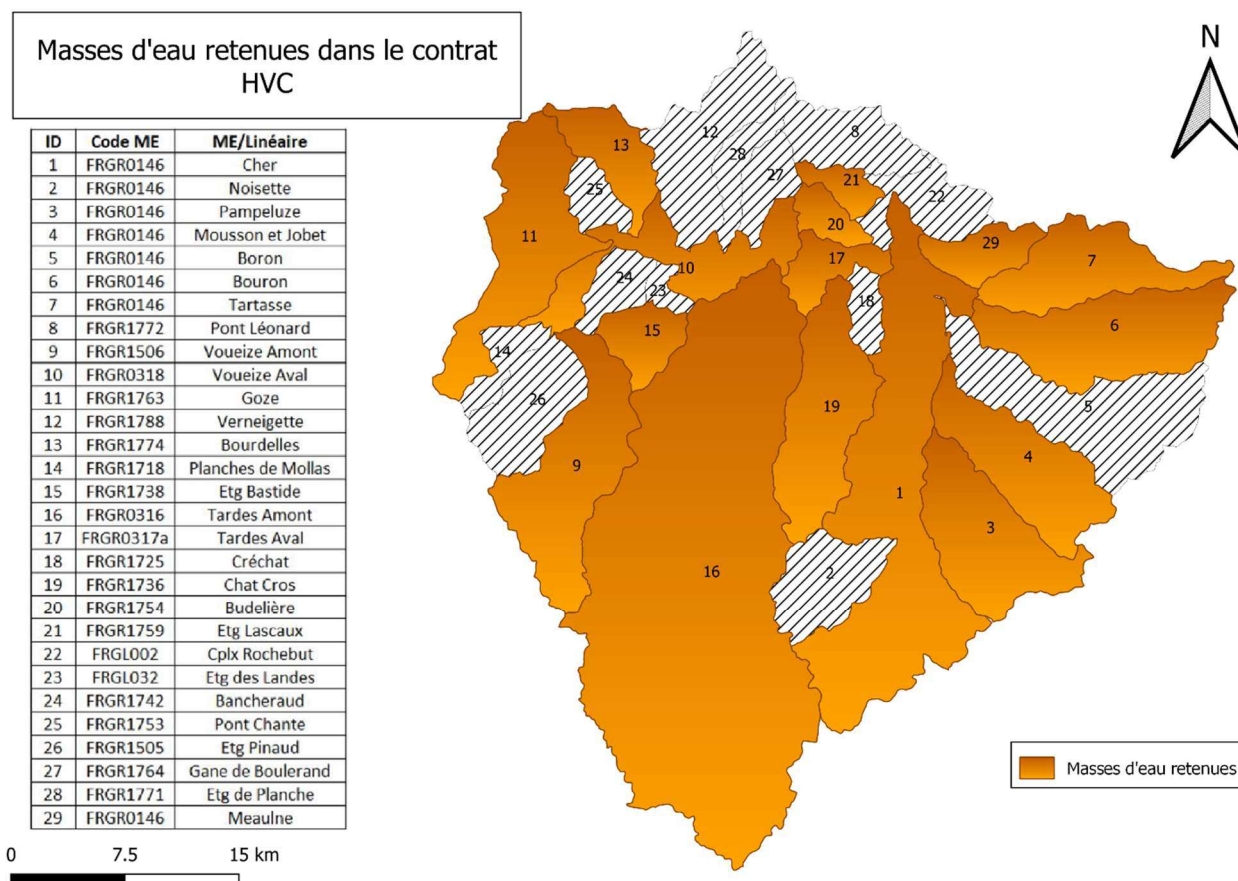 Masses d'eau retenues dans le contrat
HVC
N
ID Code ME ME/Linéaire
1 FRGR0146 Cher
2 FRGR0146 Noisette
3 FRGR0146 Pampeluze
4 FRGR0146 Mousson et Jobet
5 FRGR0146 Boron
6 FRGR0146 Bouron
7 FRGR0146 Tartasse
8 FRGR1772 Pont Léonard
9 FRGR1506 Voueize Amont
10 FRGR0318 Voueize Aval
11 FRGR1763 Goze
12 FRGR1788 Verneigette
13 FRGR1774 Bourdelles
14 FRGR1718 Planches de Mollas
15 FRGR1738 Etg Bastide
16 FRGR0316 Tardes Amont
17 FRGR0317a Tardes Aval
18 FRGR1725 Créchat
19 FRGR1736 Chat Cros
20 FRGR1754 Budelière
21 FRGR1759 Etg Lascaux
22 FRGL002 Cplx Rochebut
23 FRGL032 Etg des Landes
24 FRGR1742 Bancheraud
25 FRGR1753 Pont Chante
26 FRGR1505 Etg Pinaud
27 FRGR1764 Gane de Boulerand
28 FRGR1771 Etg de Planche
29 FRGR0146 Meaulne
12
8
13
28
27
21
25
22
20
11
29
17
7
10
24
23
18
6
15
14
26
5
19
9
4
1
3
16
2
Masses d'eau retenues
0 7.5 15 km